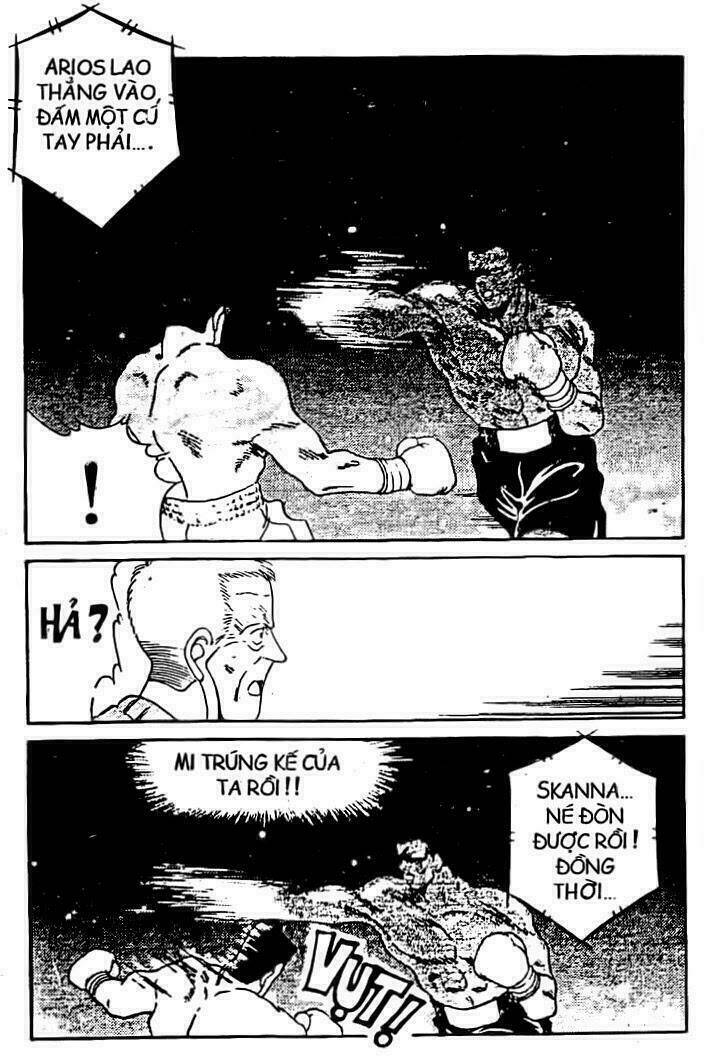 ARIOS LAO
THẲNG VÀO,
ĐẤM MỘT CÚ
TAY PHẢI....
!
HẢ?
MI TRÚNG KẾ CỦA
TA RỒI!!
SKANNA...
NÉ ĐÒN
ĐƯỢC RỒI!
ĐỒNG
THỜI...
VỤT!